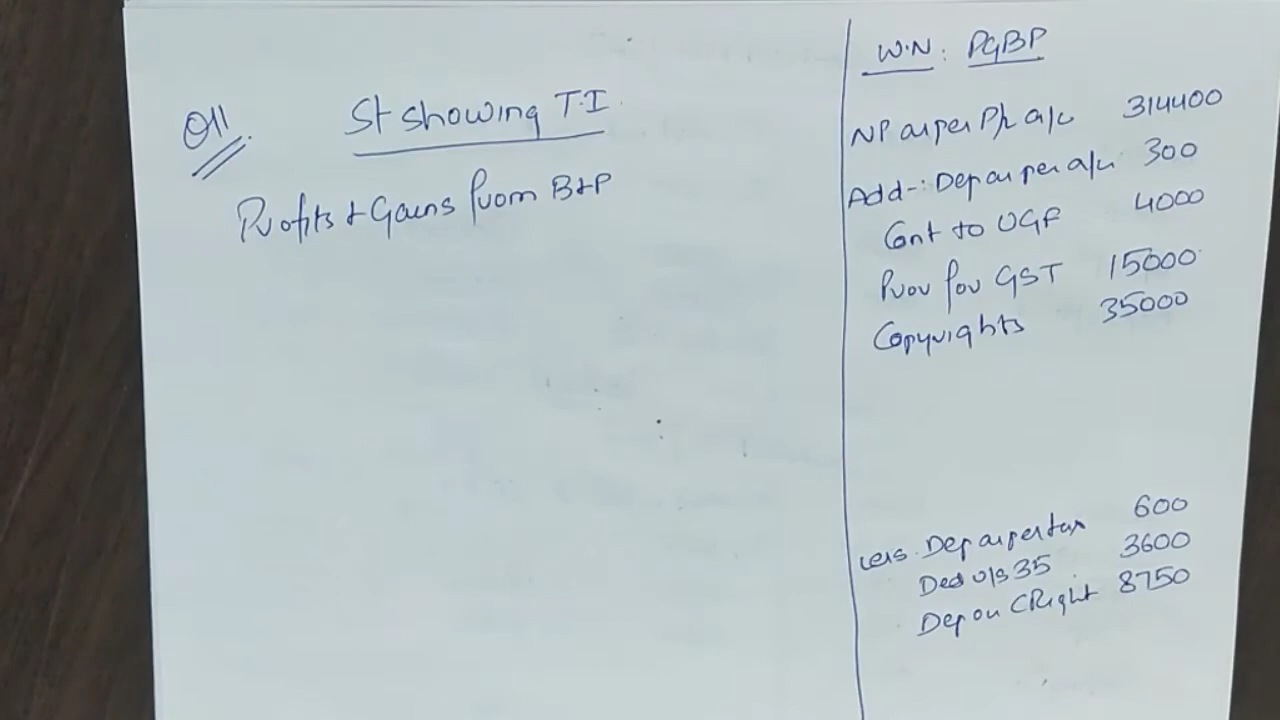 Q11
St showing T.I.
Profits & Gains from B&P
W.N: PGBP
NP as per P/L a/c 314400
Add-: Dep as per a/c 300
Cont to UGF 4000
Prov for GST 15000
Copyrights 35000
Less. Dep as per tax 600
Ded u/s 35 3600
Dep on CRight 8750